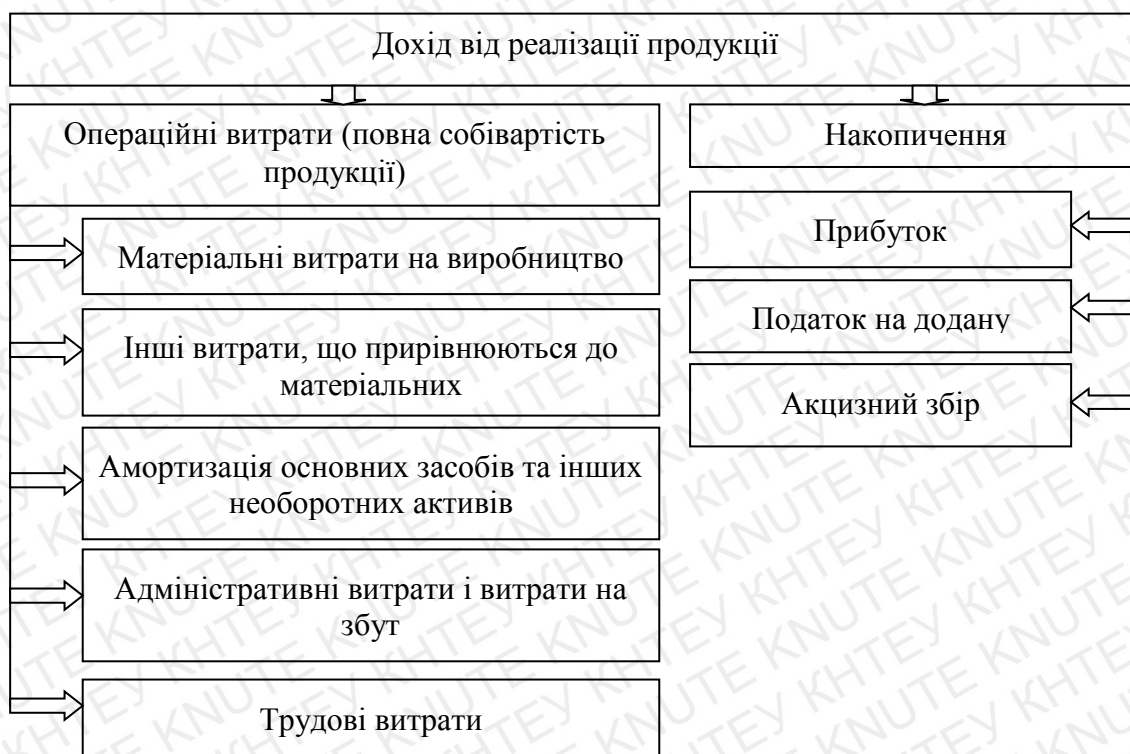 Дохід від реалізації продукції
Операційні витрати (повна собівартість
продукції)
Матеріальні витрати на виробництво
Інші витрати, що прирівнюються до
матеріальних
Амортизація основних засобів та інших
необоротних активів
Адміністративні витрати і витрати на
збут
Трудові витрати
Накопичення
Прибуток
Податок на додану
Акцизний збір